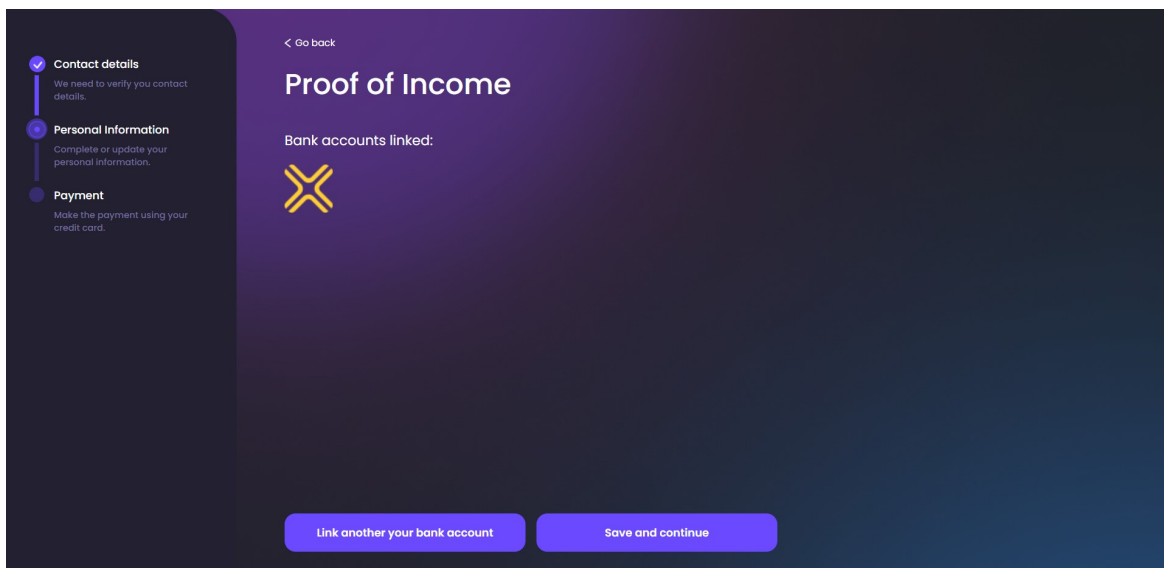 Contact details
We need to verify you contact
details.
Personal Information
Complete or update your
personal information.
Payment
Make the payment using your
credit card.
< Go back
Proof of Income
Bank accounts linked:
Link another your bank account
Save and continue